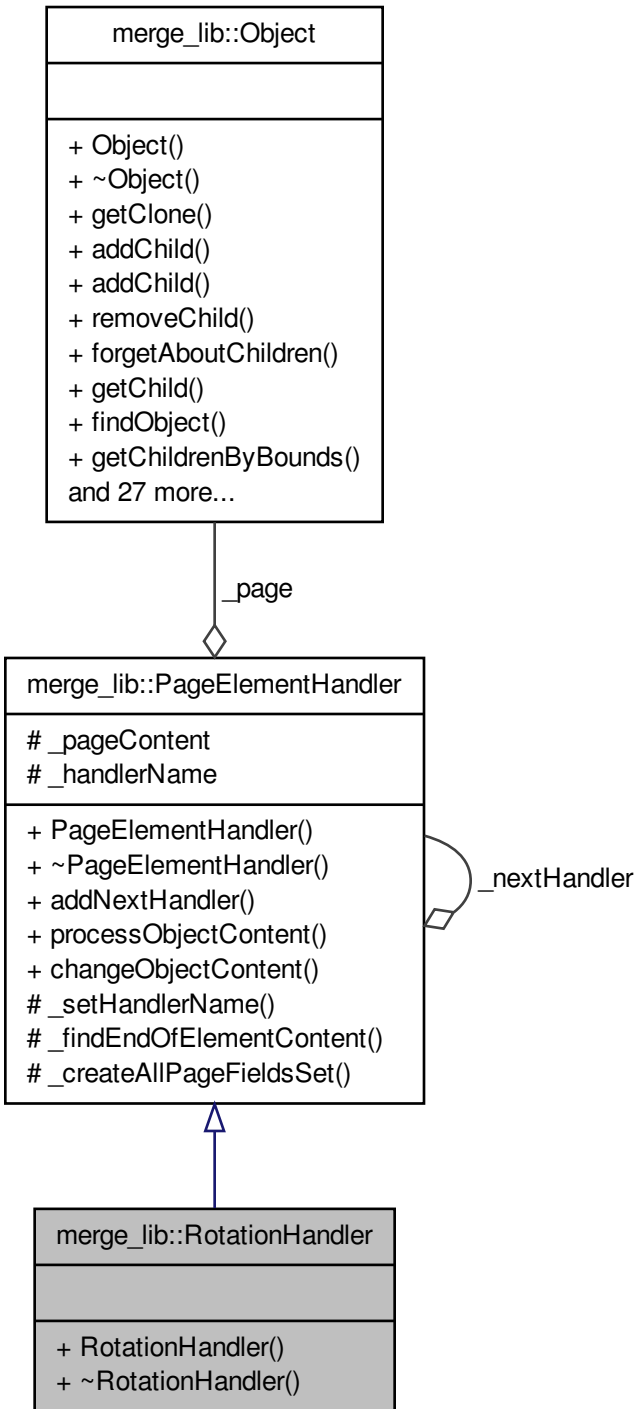 merge_lib::Object
+ Object()
+ ~Object()
+ getClone()
+ addChild()
+ addChild()
+ removeChild()
+ forgetAboutChildren()
+ getChild()
+ findObject()
+ getChildrenByBounds()
and 27 more...
_page
merge_lib::PageElementHandler
# _pageContent
# _handlerName
+ PageElementHandler()
+ ~PageElementHandler()
+ addNextHandler()
+ processObjectContent()
+ changeObjectContent()
# _setHandlerName()
# _findEndOfElementContent()
# _createAllPageFieldsSet()
_nextHandler
merge_lib::RotationHandler
+ RotationHandler()
+ ~RotationHandler()